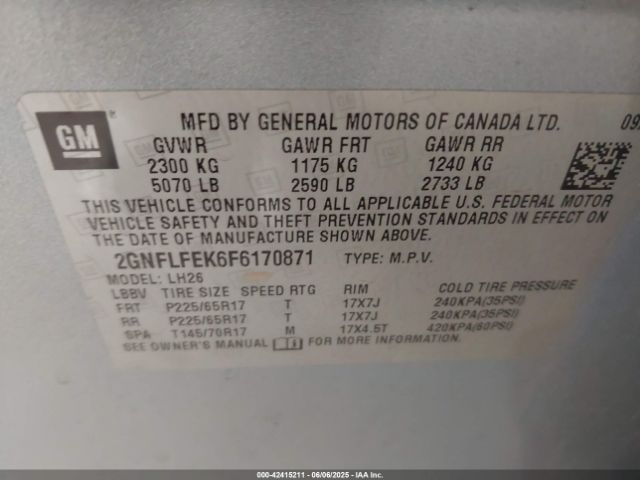 GM
MFD BY GENERAL MOTORS OF CANADA LTD. 09
GVWR GAWR FRT GAWR RR
2300 KG 1175 KG 1240 KG
5070 LB 2590 LB 2733 LB
THIS VEHICLE CONFORMS TO ALL APPLICABLE U.S. FEDERAL MOTOR
VEHICLE SAFETY AND THEFT PREVENTION STANDARDS IN EFFECT ON
THE DATE OF MANUFACTURE SHOWN ABOVE.
2GNFLFEK6F6170871 TYPE: M.P.V.
MODEL: LH26
LBBV TIRE SIZE SPEED RTG RIM COLD TIRE PRESSURE
FRT P225/65R17 T 17X7J 240KPA(35PSI)
RR P225/65R17 T 17X7J 240KPA(35PSI)
SPA T145/70R17 M 17X4.5T 420KPA(60PSI)
SEE OWNER'S MANUAL FOR MORE INFORMATION.
000-42415211 - 06/06/2025 - IAA Inc.